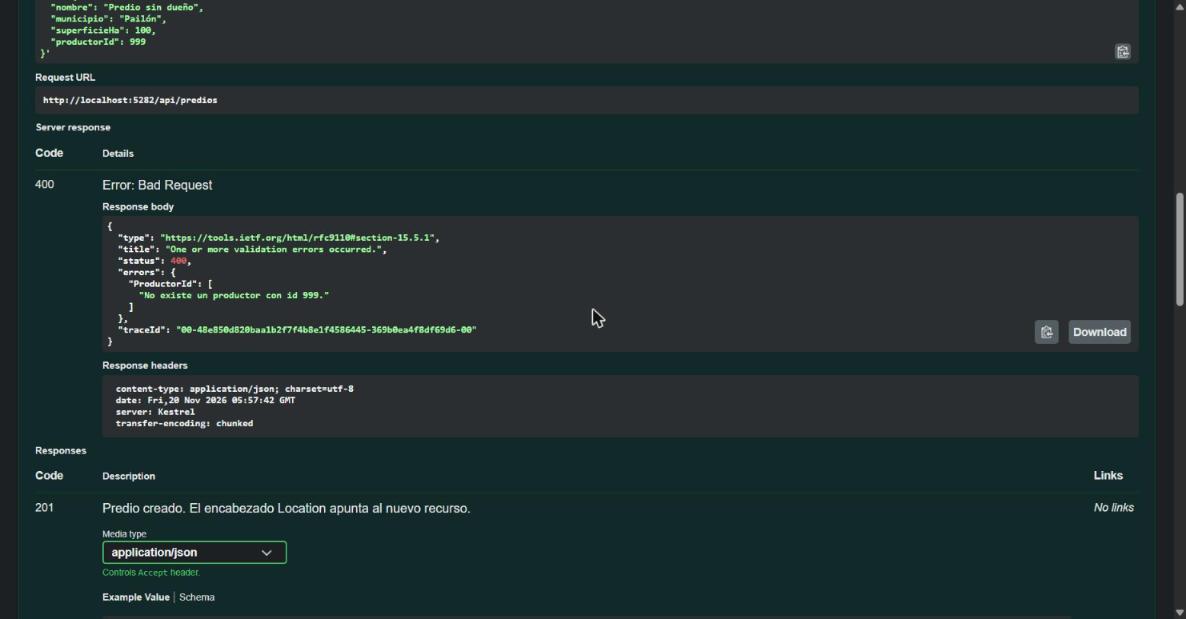 "nombre": "Predio sin dueño",
"municipio": "Pailón",
"superficieHa": 100,
"productorId": 999
}'
Request URL
http://localhost:5282/api/predios
Server response
Code Details
400 Error: Bad Request
Response body
{
"type": "https://tools.ietf.org/html/rfc9110#section-15.5.1",
"title": "One or more validation errors occurred.",
"status": 400,
"errors": {
"ProductorId": [
"No existe un productor con id 999."
]
},
"traceId": "00-48e850d820baa1b2f7f4b8e1f4586445-369b0ea4f8df69d6-00"
}
Download
Response headers
content-type: application/json; charset=utf-8
date: Fri,20 Nov 2026 05:57:42 GMT
server: Kestrel
transfer-encoding: chunked
Responses
Code Description Links
201 Predio creado. El encabezado Location apunta al nuevo recurso. No links
Media type
application/json
Controls Accept header.
Example Value | Schema